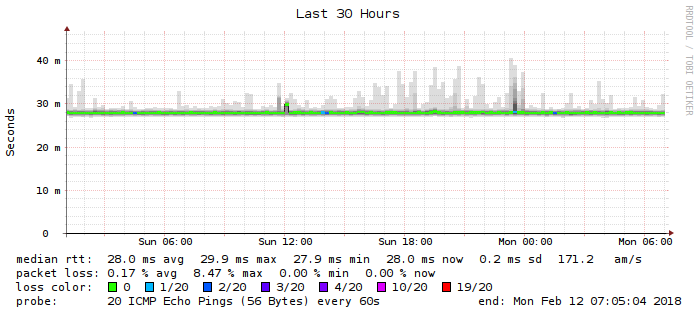 Last 30 Hours
RRDTOOL / TOBI OETIKER
Seconds
40 m
30 m
20 m
10 m
0
Sun 06:00 Sun 12:00 Sun 18:00 Mon 00:00 Mon 06:00
median rtt: 28.0 ms avg 29.9 ms max 27.9 ms min 28.0 ms now 0.2 ms sd 171.2 am/s
packet loss: 0.17 % avg 8.47 % max 0.00 % min 0.00 % now
loss color: 0 1/20 2/20 3/20 4/20 10/20 19/20
probe: 20 ICMP Echo Pings (56 Bytes) every 60s end: Mon Feb 12 07:05:04 2018